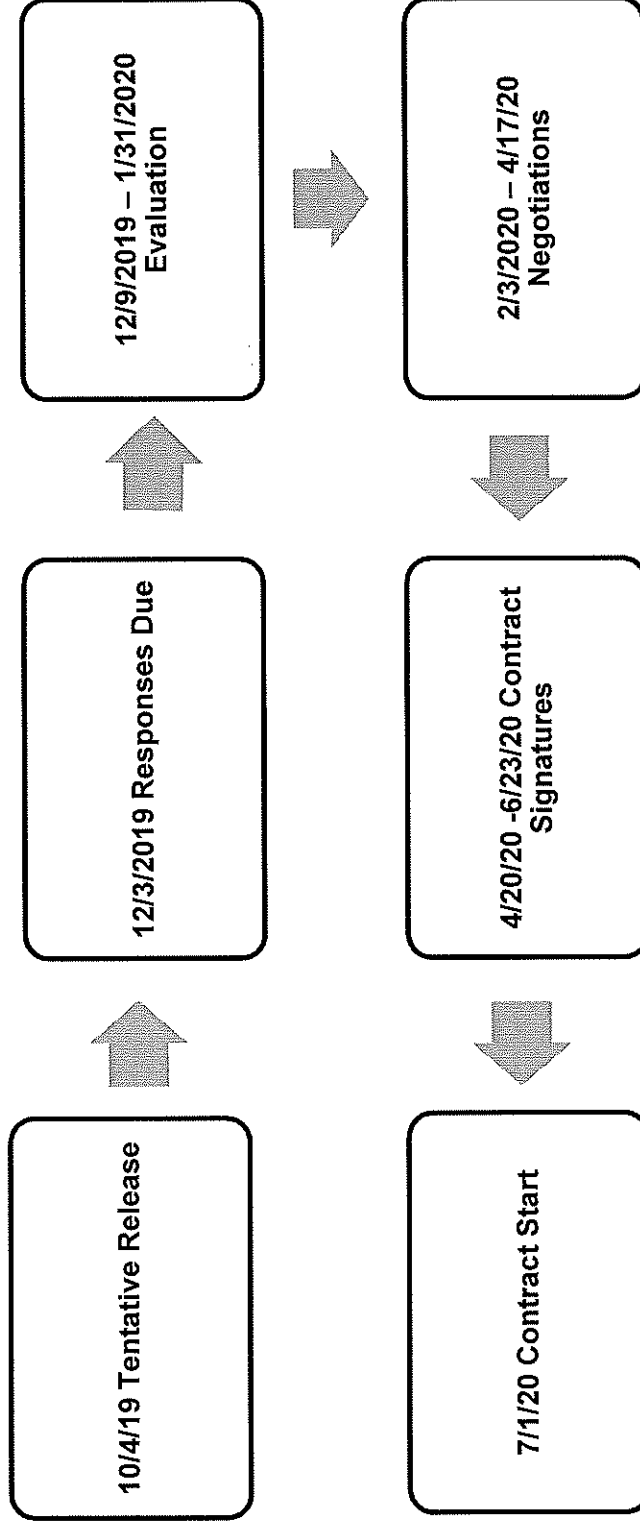 10/4/19 Tentative Release
12/3/2019 Responses Due
12/9/2019 – 1/31/2020
Evaluation
2/3/2020 – 4/17/20
Negotiations
4/20/20 -6/23/20 Contract
Signatures
7/1/20 Contract Start